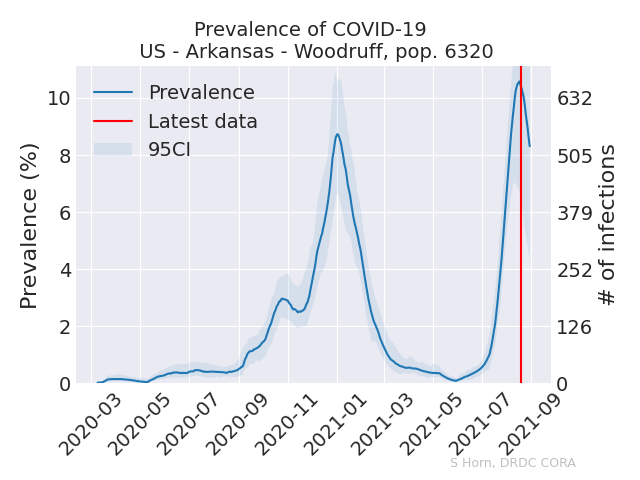 Prevalence of COVID-19
US - Arkansas - Woodruff, pop. 6320
Prevalence
Latest data
95CI
Prevalence (%)
10
8
6
4
2
0
632
505
379
252
126
0
# of infections
2020-03
2020-05
2020-07
2020-09
2020-11
2021-01
2021-03
2021-05
2021-07
2021-09
S Horn, DRDC CORA